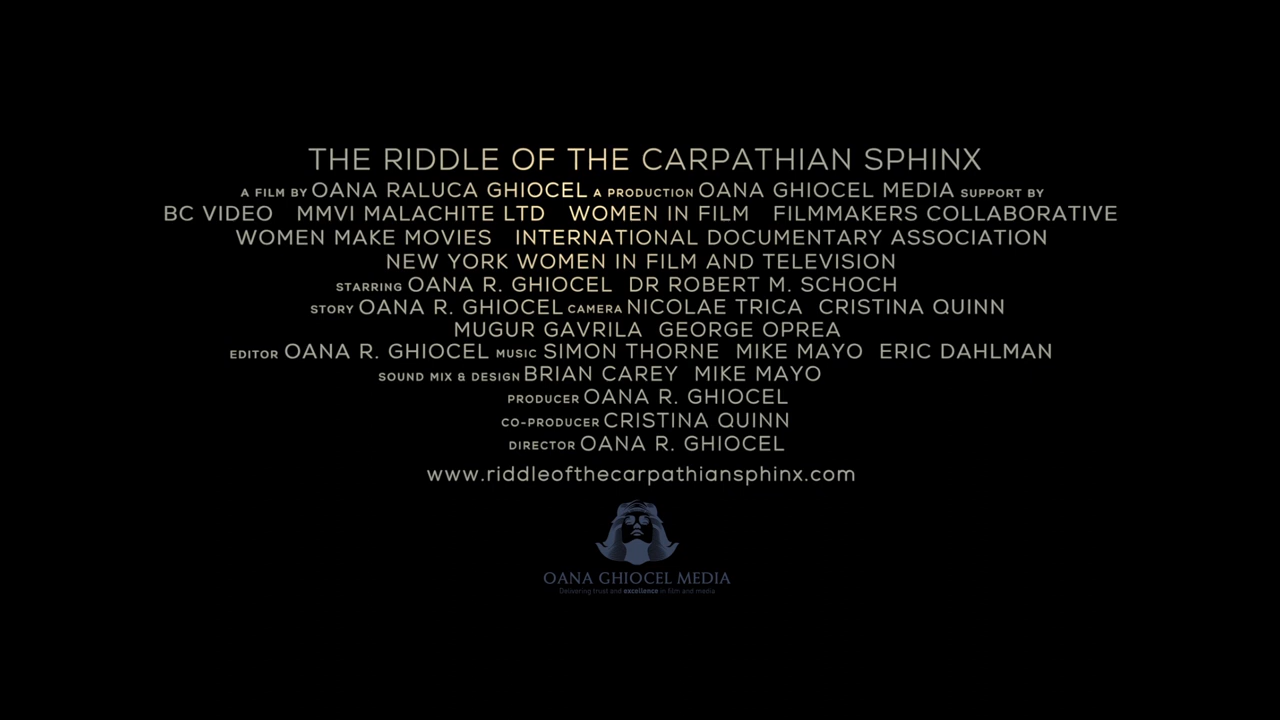 THE RIDDLE OF THE CARPATHIAN SPHINX
A FILM BY OANA RALUCA GHIOCEL A PRODUCTION OANA GHIOCEL MEDIA SUPPORT BY
BC VIDEO MMVI MALACHITE LTD WOMEN IN FILM FILMMAKERS COLLABORATIVE
WOMEN MAKE MOVIES INTERNATIONAL DOCUMENTARY ASSOCIATION
NEW YORK WOMEN IN FILM AND TELEVISION
STARRING OANA R. GHIOCEL DR ROBERT M. SCHOCH
STORY OANA R. GHIOCEL CAMERA NICOLAE TRICA CRISTINA QUINN
MUGUR GAVRILA GEORGE OPREA
EDITOR OANA R. GHIOCEL MUSIC SIMON THORNE MIKE MAYO ERIC DAHLMAN
SOUND MIX & DESIGN BRIAN CAREY MIKE MAYO
PRODUCER OANA R. GHIOCEL
CO-PRODUCER CRISTINA QUINN
DIRECTOR OANA R. GHIOCEL
www.riddleofthecarpathiansphinx.com
OANA GHIOCEL MEDIA
Delivering trust and excellence in film and media